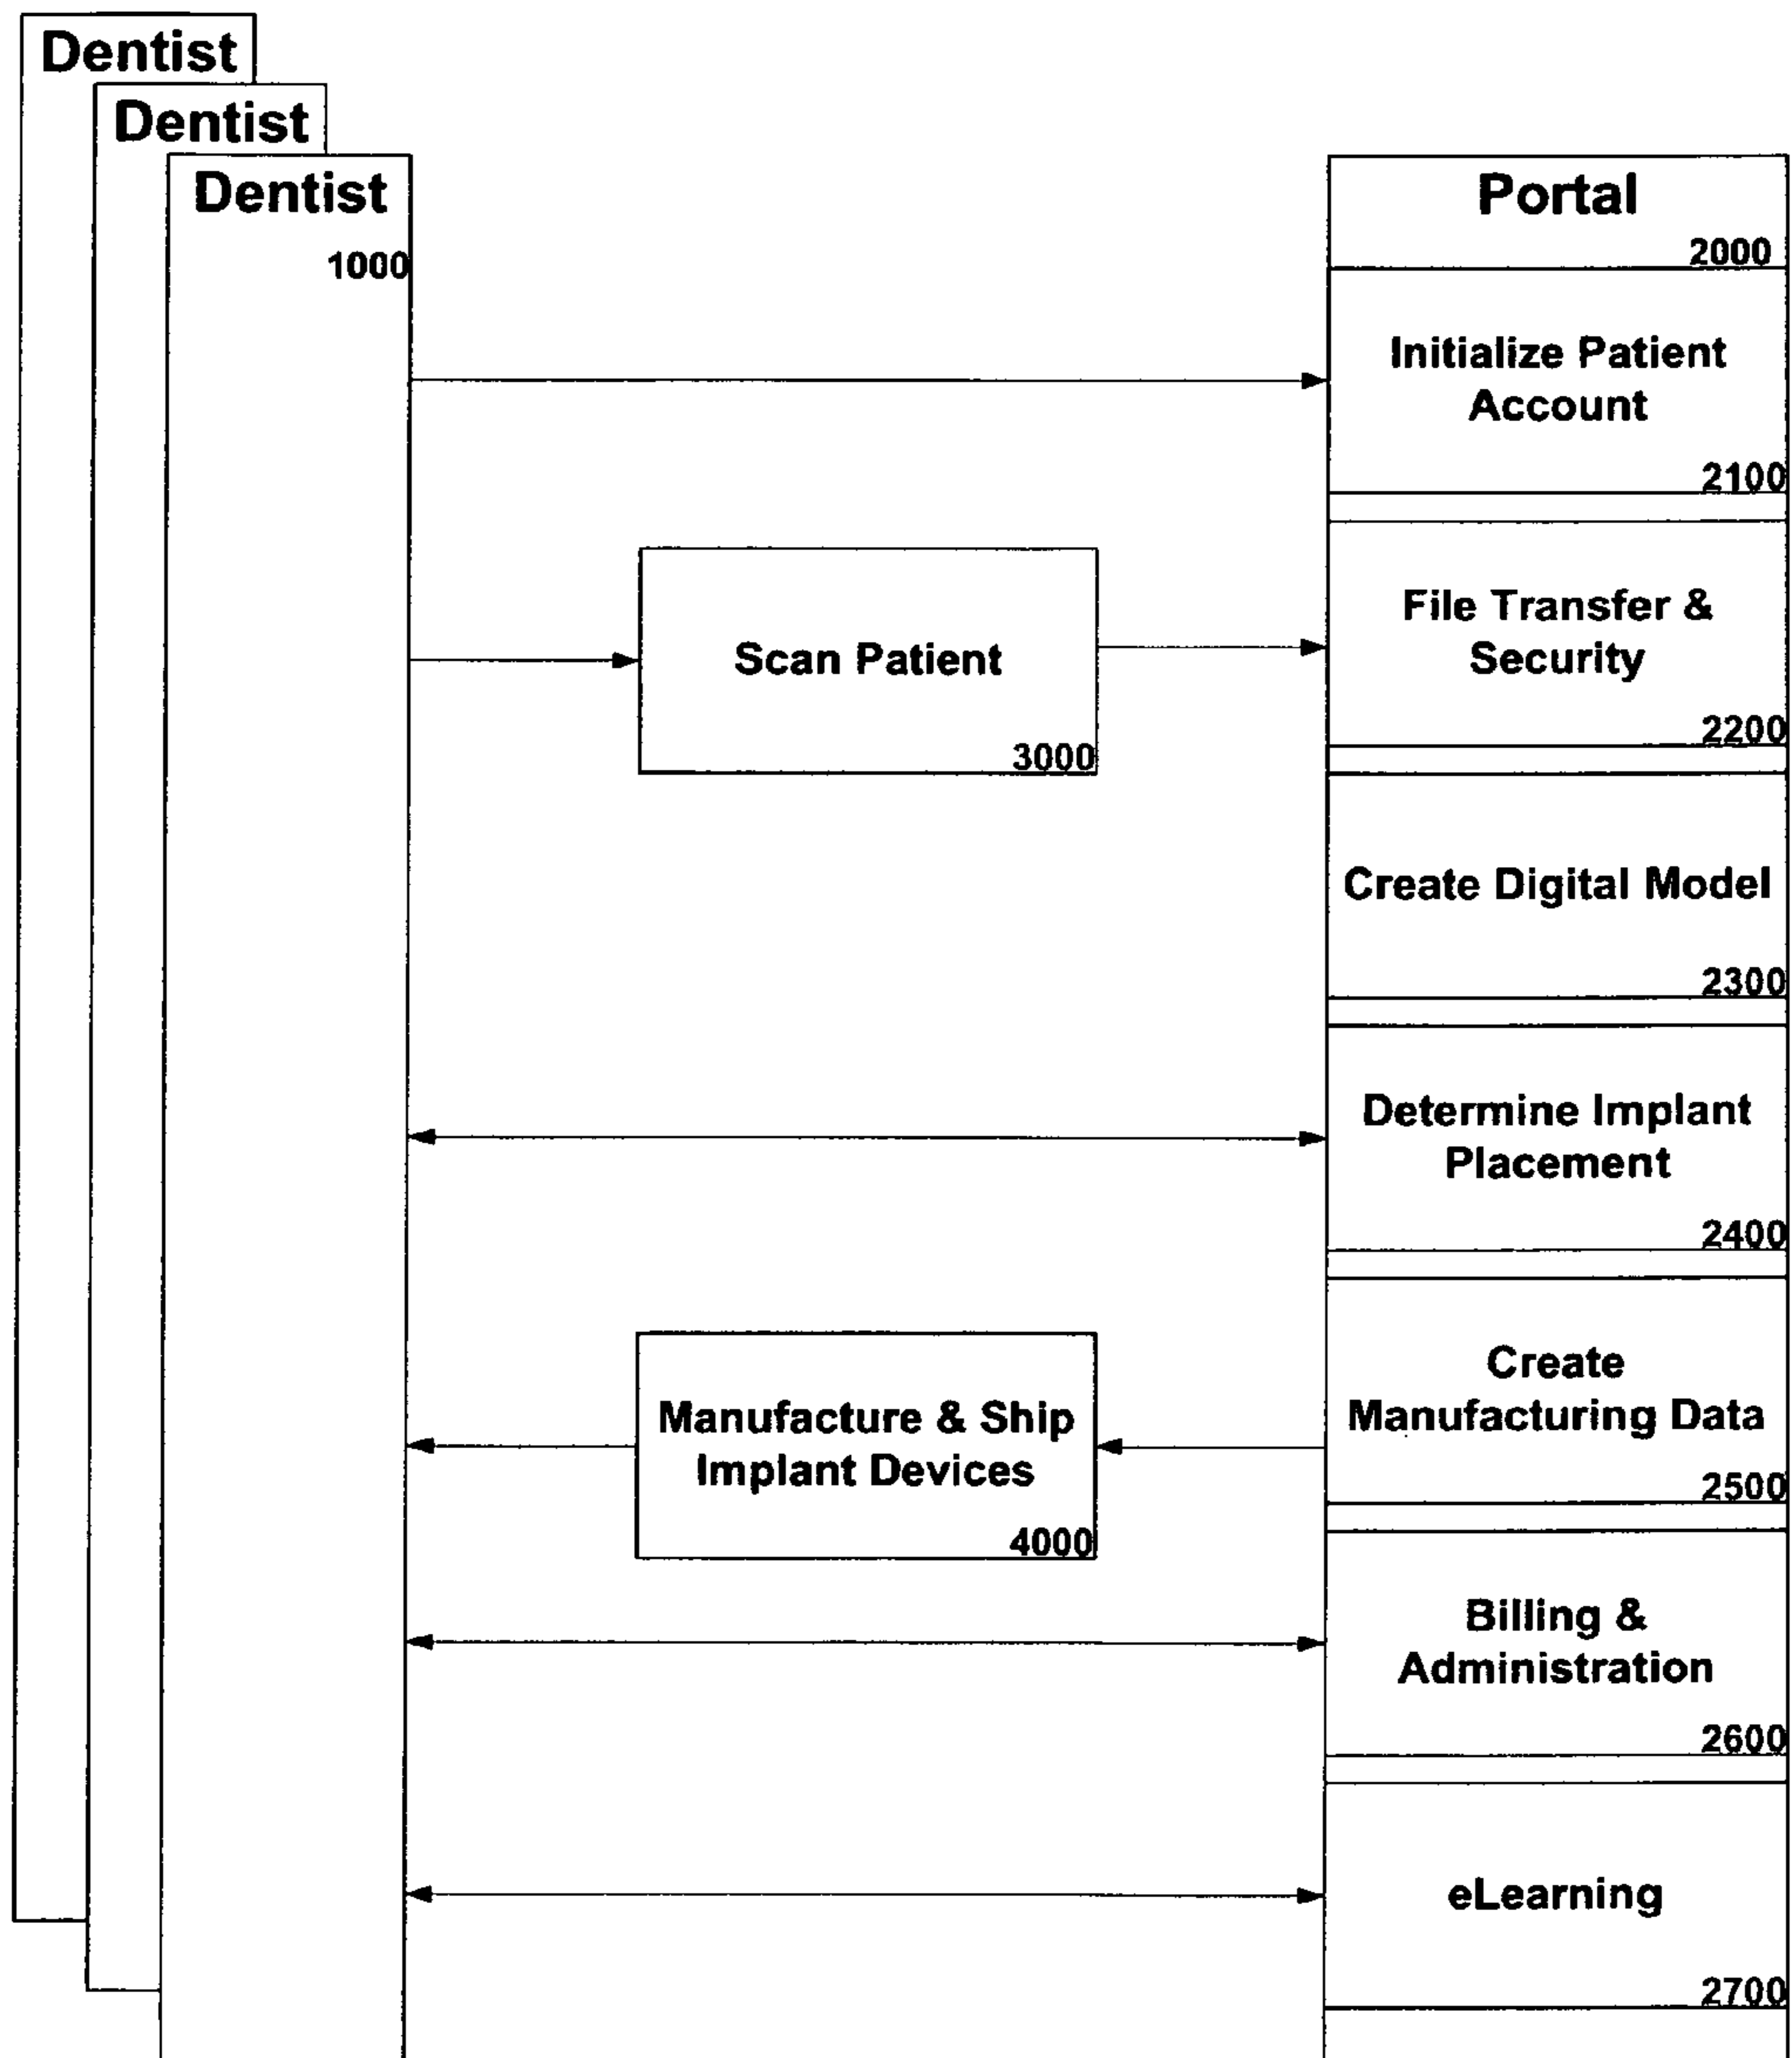 Dentist
Dentist
Dentist
1000
Portal
2000
Initialize Patient
Account
2100
Scan Patient
3000
File Transfer &
Security
2200
Create Digital Model
2300
Determine Implant
Placement
2400
Manufacture & Ship
Implant Devices
4000
Create
Manufacturing Data
2500
Billing &
Administration
2600
eLearning
2700